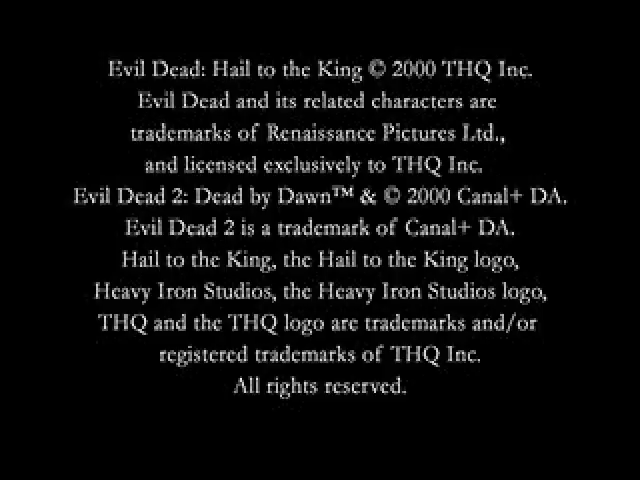 Evil Dead: Hail to the King © 2000 THQ Inc.
Evil Dead and its related characters are
trademarks of Renaissance Pictures Ltd.,
and licensed exclusively to THQ Inc.
Evil Dead 2: Dead by Dawn™ & © 2000 Canal+ DA.
Evil Dead 2 is a trademark of Canal+ DA.
Hail to the King, the Hail to the King logo,
Heavy Iron Studios, the Heavy Iron Studios logo,
THQ and the THQ logo are trademarks and/or
registered trademarks of THQ Inc.
All rights reserved.